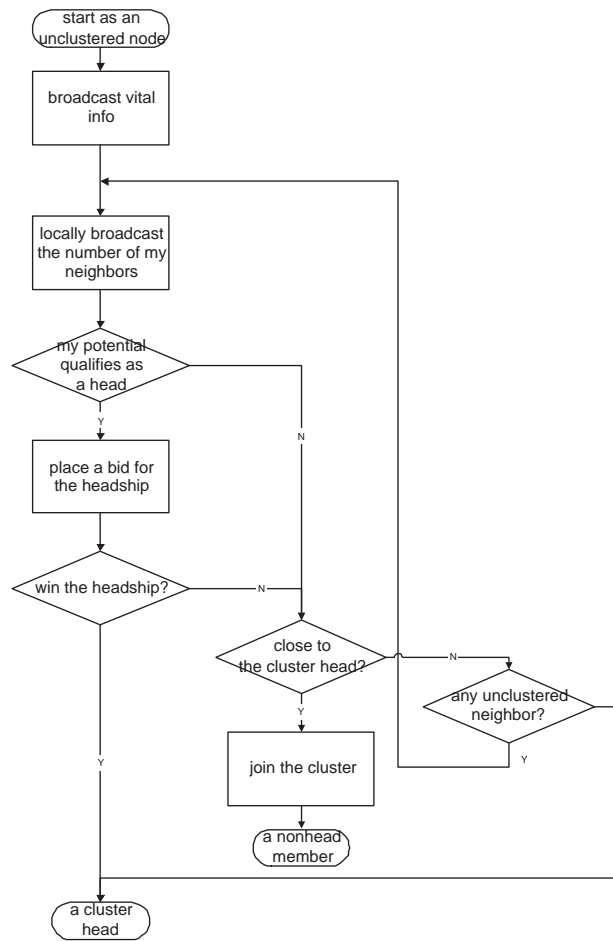 start as an
unclustered node
broadcast vital
info
locally broadcast
the number of my
neighbors
my potential
qualifies as
a head
Y
N
place a bid for
the headship
win the headship?
N
close to
the cluster head?
N
any unclustered
neighbor?
Y
Y
Y
join the cluster
a nonhead
member
a cluster
head